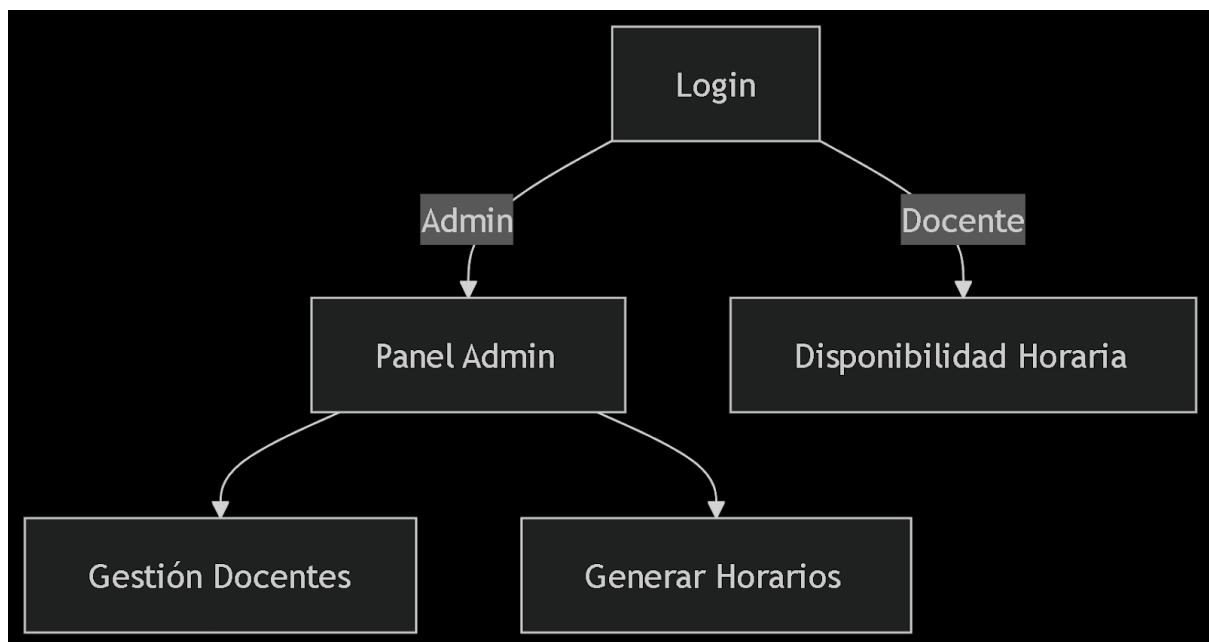 Login
Admin
Docente
Panel Admin
Disponibilidad Horaria
Gestión Docentes
Generar Horarios